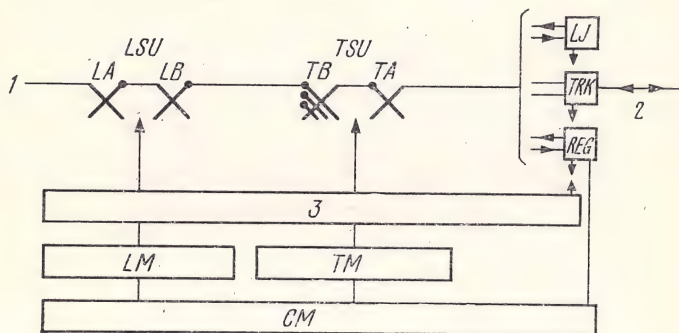 LSU TSU
LA LB TB TA
LJ
1
TRK
2
REG
3
LM TM
CM